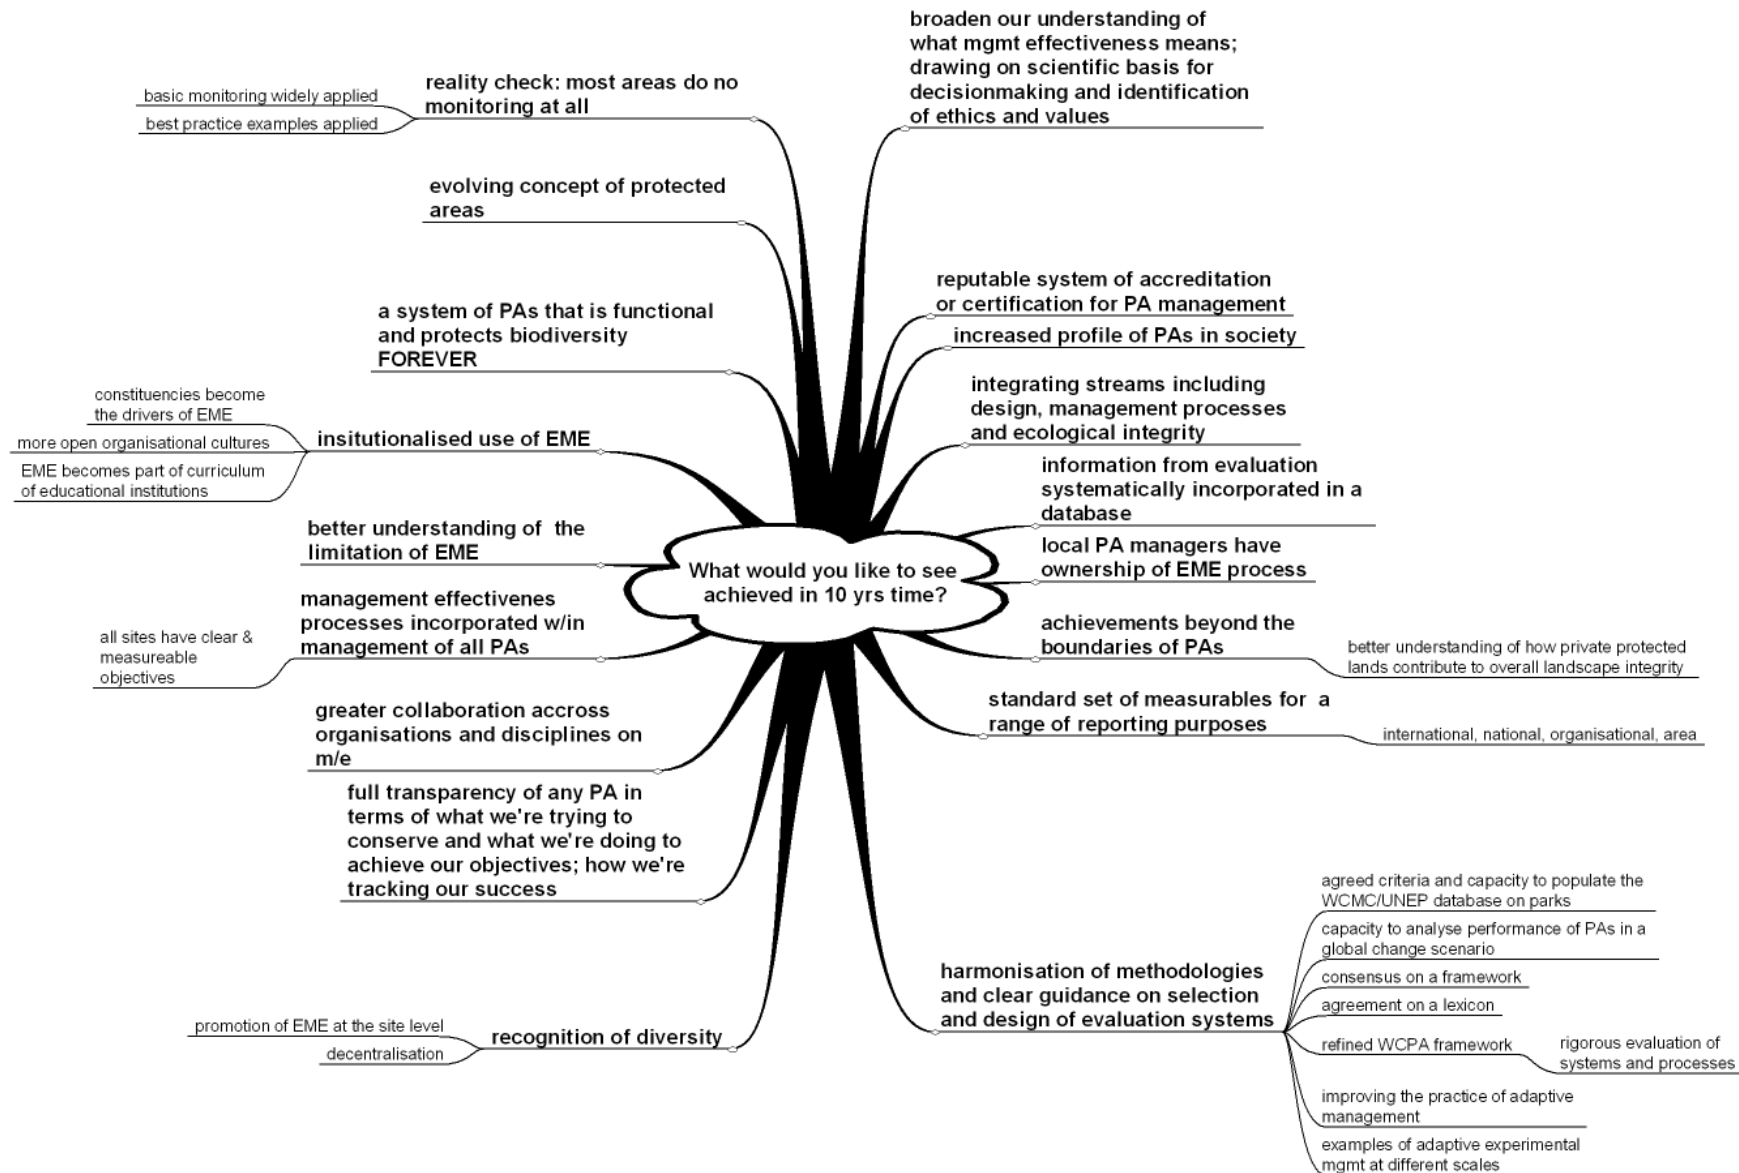 broaden our understanding of
what mgmt effectiveness means;
drawing on scientific basis for
decisionmaking and identification
of ethics and values
reality check: most areas do no
monitoring at all
basic monitoring widely applied
best practice examples applied
evolving concept of protected
areas
a system of PAs that is functional
and protects biodiversity
FOREVER
insitutionalised use of EME
constituencies become
the drivers of EME
more open organisational cultures
EME becomes part of curriculum
of educational institutions
better understanding of  the
limitation of EME
management effectivenes
processes incorporated w/in
management of all PAs
all sites have clear &
measureable
objectives
greater collaboration accross
organisations and disciplines on
m/e
full transparency of any PA in
terms of what we're trying to
conserve and what we're doing to
achieve our objectives; how we're
tracking our success
recognition of diversity
promotion of EME at the site level
decentralisation
What would you like to see
achieved in 10 yrs time?
reputable system of accreditation
or certification for PA management
increased profile of PAs in society
integrating streams including
design, management processes
and ecological integrity
information from evaluation
systematically incorporated in a
database
local PA managers have
ownership of EME process
achievements beyond the
boundaries of PAs
better understanding of how private protected
lands contribute to overall landscape integrity
standard set of measurables for  a
range of reporting purposes
international, national, organisational, area
harmonisation of methodologies
and clear guidance on selection
and design of evaluation systems
agreed criteria and capacity to populate the
WCMC/UNEP database on parks
capacity to analyse performance of PAs in a
global change scenario
consensus on a framework
agreement on a lexicon
refined WCPA framework
rigorous evaluation of
systems and processes
improving the practice of adaptive
management
examples of adaptive experimental
mgmt at different scales